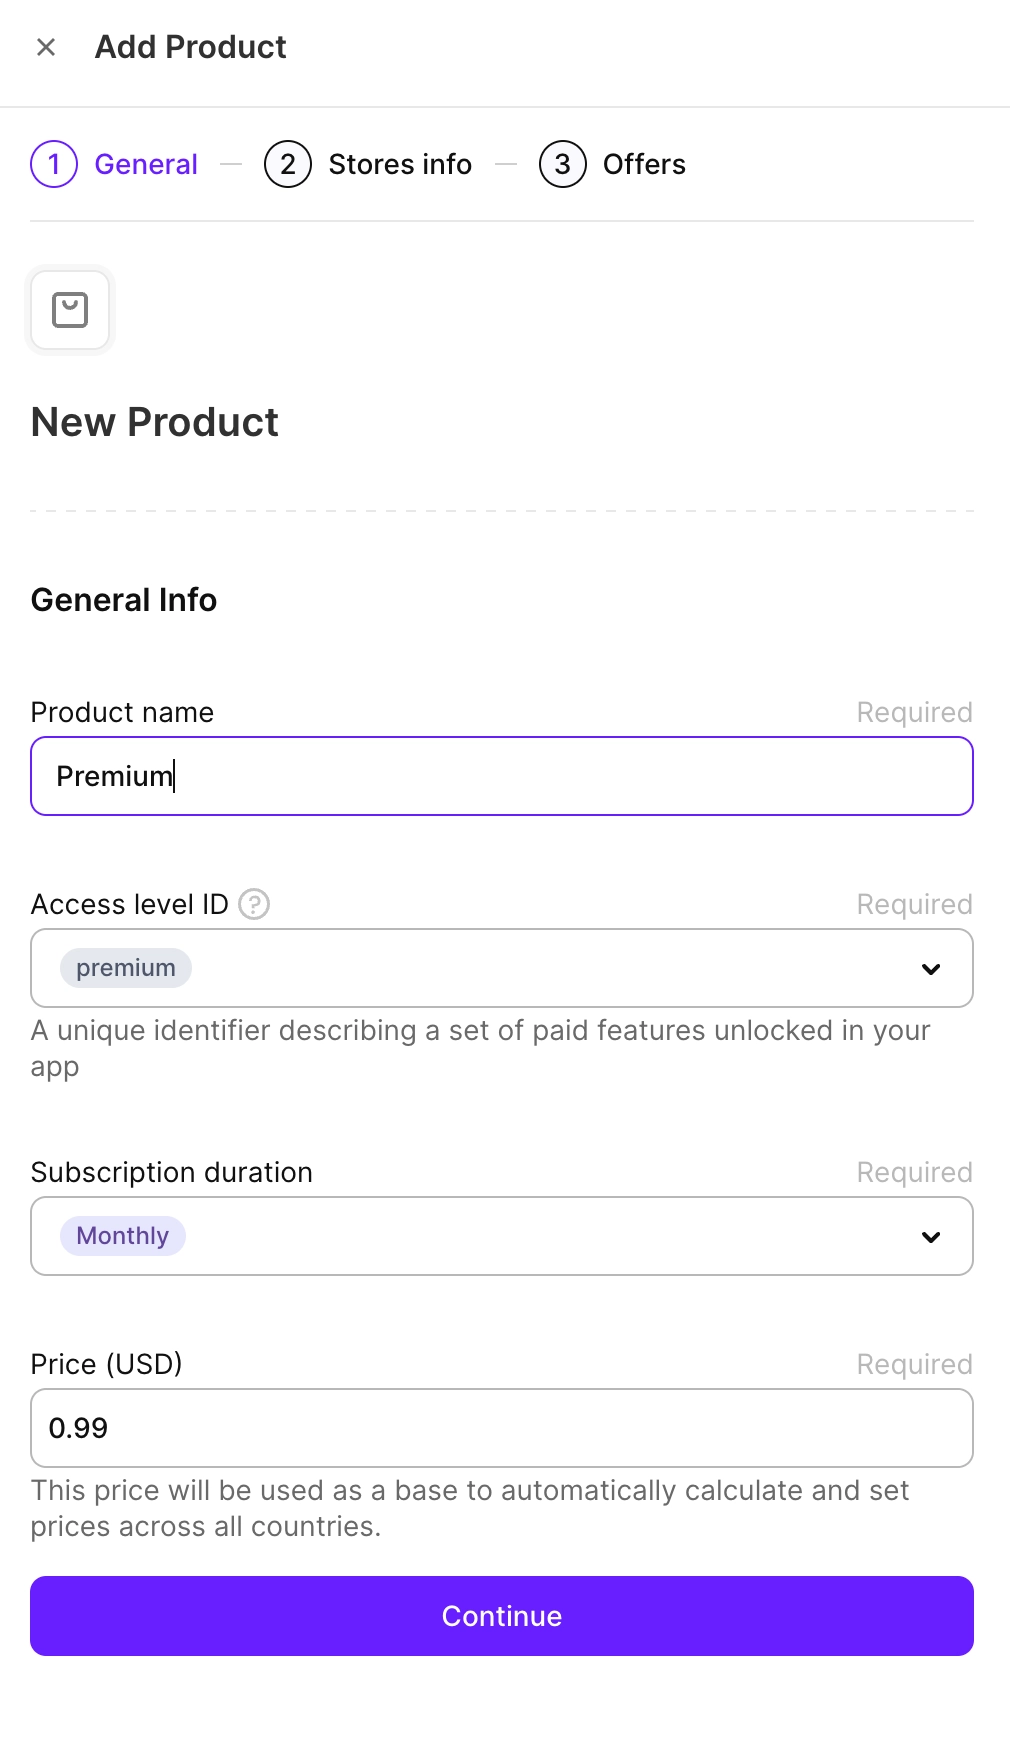 Add Product
1 General — 2 Stores info — 3 Offers
New Product
General Info
Product name Required
Premium
Access level ID ? Required
premium
A unique identifier describing a set of paid features unlocked in your
app
Subscription duration Required
Monthly
Price (USD) Required
0.99
This price will be used as a base to automatically calculate and set
prices across all countries.
Continue